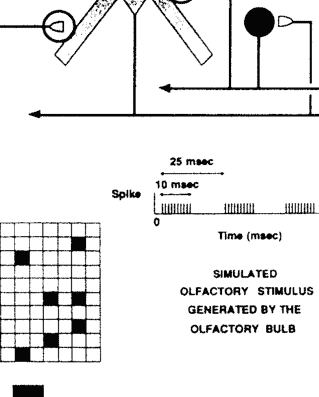 25 msec
10 msec
Spike
0
Time (msec)
SIMULATED
OLFACTORY STIMULUS
GENERATED BY THE
OLFACTORY BULB